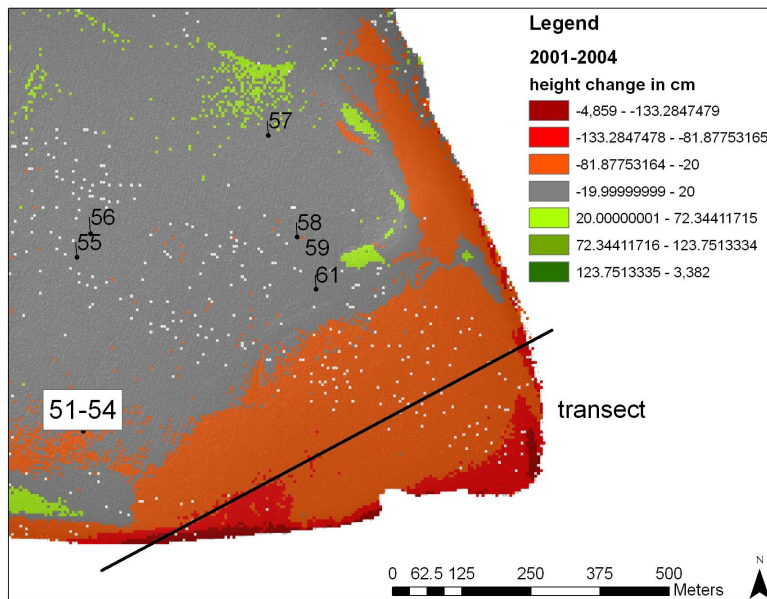 Legend
2001-2004
height change in cm
-4,859 - -133.2847479
-133.2847478 - -81.87753165
-81.87753164 - -20
-19.99999999 - 20
20.00000001 - 72.34411715
72.34411716 - 123.7513334
123.7513335 - 3,382
57
56
55
58
59
61
51-54
transect
N
0 62.5 125 250 375 500
Meters